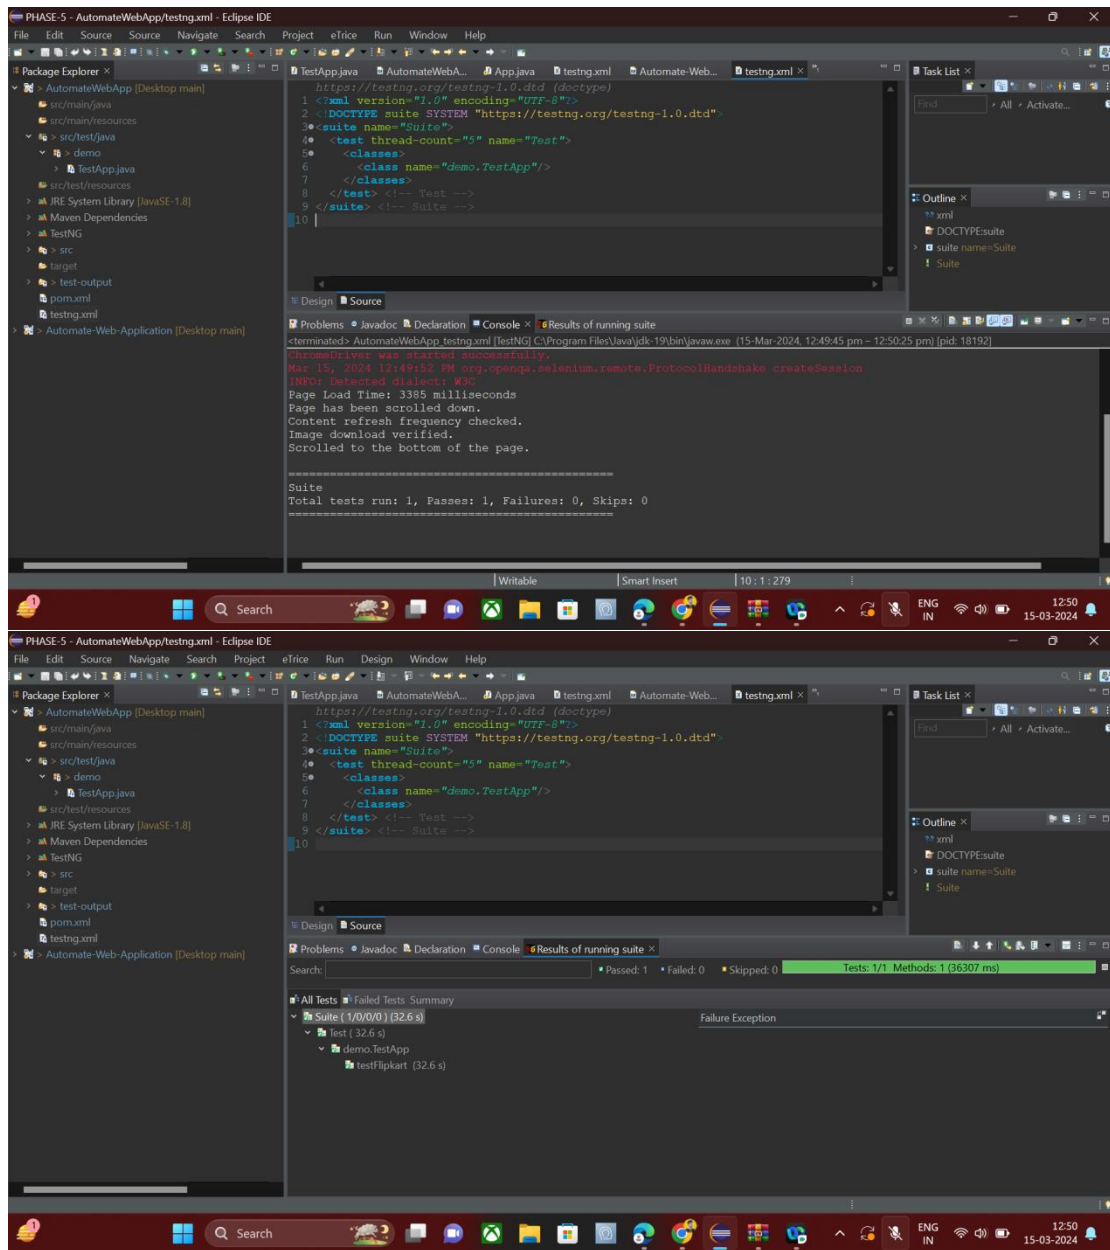 PHASE-5 - AutomateWebApp/testng.xml - Eclipse IDE
File Edit Source Source Navigate Search Project eTrice Run Window Help
Package Explorer
TestApp.java AutomateWebA... App.java testng.xml Automate-Web... testng.xml
Task List
> AutomateWebApp [Desktop main]
src/main/java
src/main/resources
> src/test/java
> demo
TestApp.java
src/test/resources
JRE System Library [JavaSE-1.8]
Maven Dependencies
TestNG
> src
target
> test-output
pom.xml
testng.xml
> Automate-Web-Application [Desktop main]
https://testng.org/testng-1.0.dtd (doctype)
1 <?xml version="1.0" encoding="UTF-8"?>
2 <!DOCTYPE suite SYSTEM "https://testng.org/testng-1.0.dtd">
3 <suite name="Suite">
4 <test thread-count="5" name="Test">
5 <classes>
6 <class name="demo.TestApp"/>
7 </classes>
8 </test> <!-- Test -->
9 </suite> <!-- Suite -->
10
Find All Activate...
Outline
xml
DOCTYPE:suite
suite name=Suite
Suite
Design Source
Problems Javadoc Declaration Console Results of running suite
<terminated> AutomateWebApp_testng.xml [TestNG] C:\Program Files\Java\jdk-19\bin\javaw.exe (15-Mar-2024, 12:49:45 pm – 12:50:25 pm) [pid: 18192]
ChromeDriver was started successfully.
Mar 15, 2024 12:49:52 PM org.openqa.selenium.remote.ProtocolHandshake createSession
INFO: Detected dialect: W3C
Page Load Time: 3385 milliseconds
Page has been scrolled down.
Content refresh frequency checked.
Image download verified.
Scrolled to the bottom of the page.
===============================================
Suite
Total tests run: 1, Passes: 1, Failures: 0, Skips: 0
===============================================
Writable Smart Insert 10 : 1 : 279
1 Search ENG IN 12:50 15-03-2024
PHASE-5 - AutomateWebApp/testng.xml - Eclipse IDE
File Edit Source Navigate Search Project eTrice Run Design Window Help
Package Explorer
TestApp.java AutomateWebA... App.java testng.xml Automate-Web... testng.xml
Task List
> AutomateWebApp [Desktop main]
src/main/java
src/main/resources
> src/test/java
> demo
TestApp.java
src/test/resources
JRE System Library [JavaSE-1.8]
Maven Dependencies
TestNG
> src
target
> test-output
pom.xml
testng.xml
> Automate-Web-Application [Desktop main]
https://testng.org/testng-1.0.dtd (doctype)
1 <?xml version="1.0" encoding="UTF-8"?>
2 <!DOCTYPE suite SYSTEM "https://testng.org/testng-1.0.dtd">
3 <suite name="Suite">
4 <test thread-count="5" name="Test">
5 <classes>
6 <class name="demo.TestApp"/>
7 </classes>
8 </test> <!-- Test -->
9 </suite> <!-- Suite -->
10
Find All Activate...
Outline
xml
DOCTYPE:suite
suite name=Suite
Suite
Design Source
Problems Javadoc Declaration Console Results of running suite
Search: Passed: 1 Failed: 0 Skipped: 0 Tests: 1/1 Methods: 1 (36307 ms)
All Tests Failed Tests Summary
Suite ( 1/0/0/0 ) (32.6 s) Failure Exception
Test ( 32.6 s)
demo.TestApp
testFlipkart (32.6 s)
1 Search ENG IN 12:50 15-03-2024